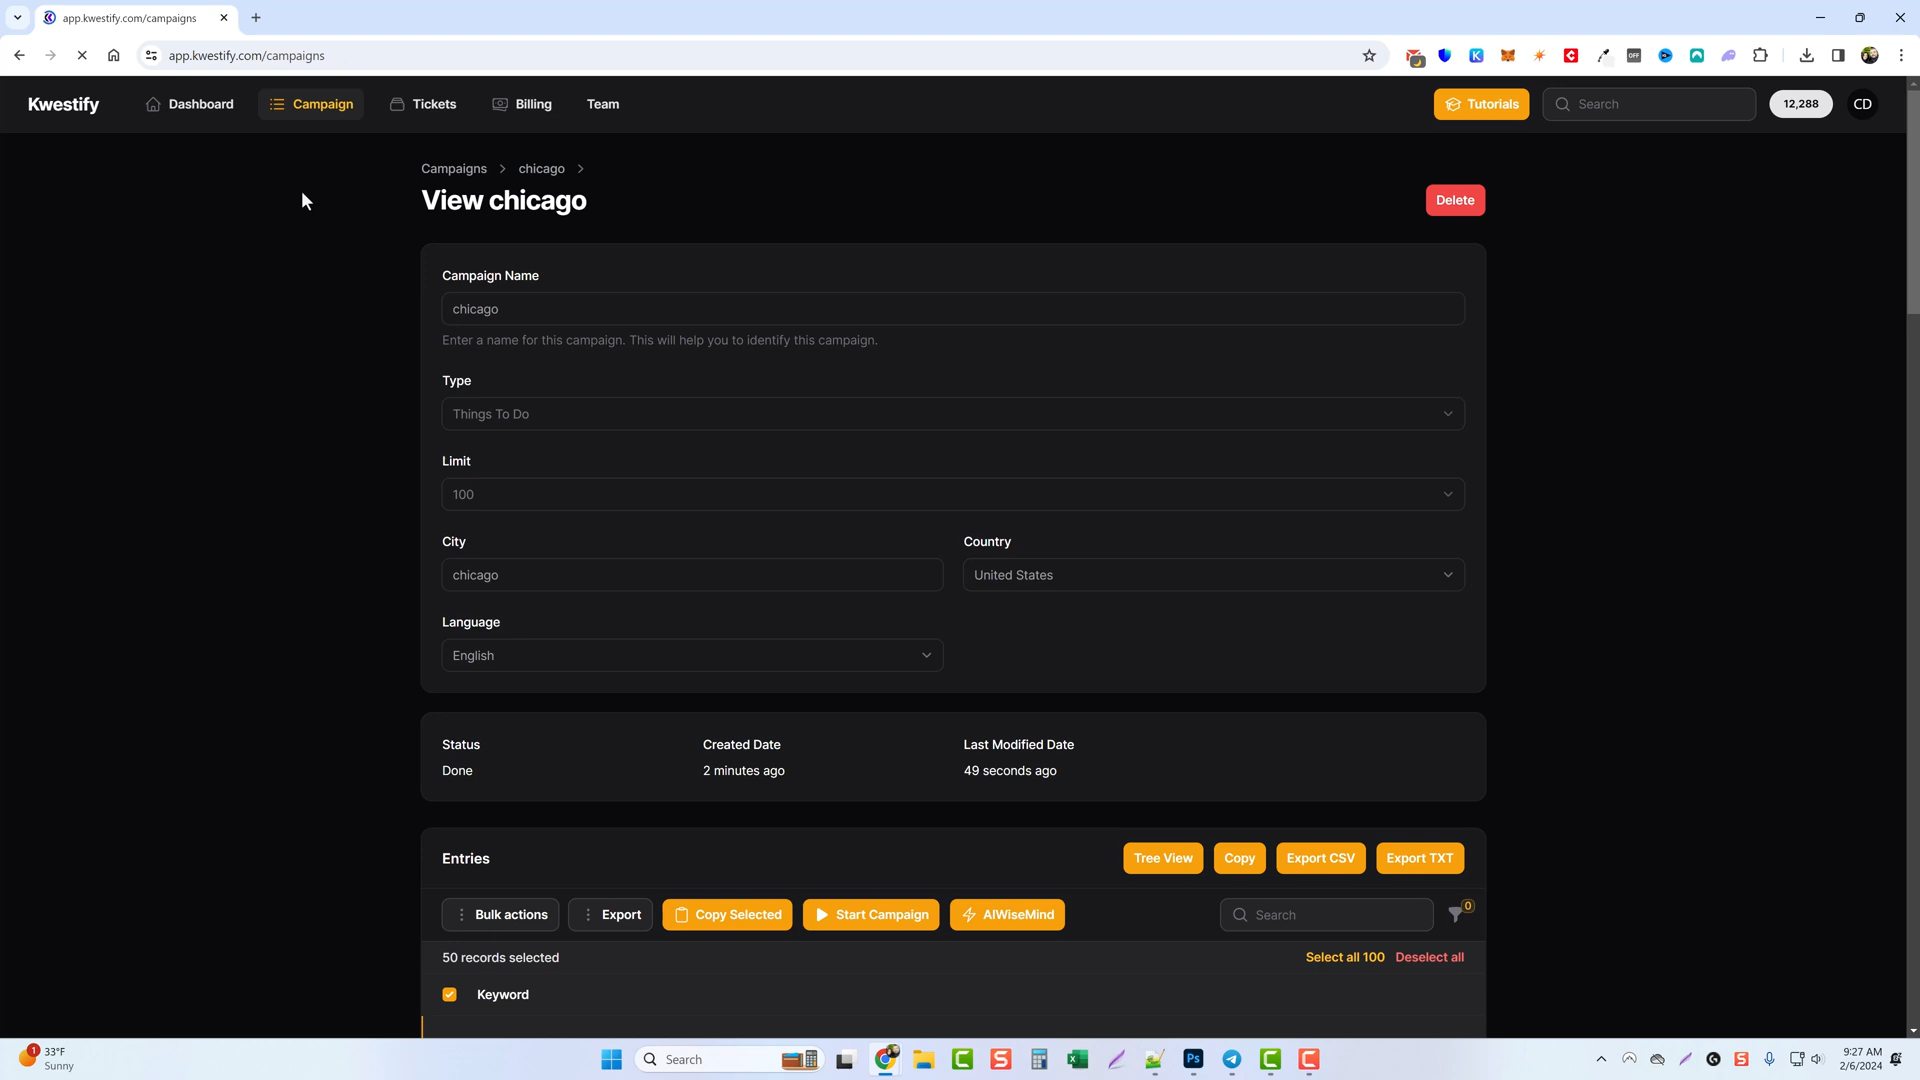 app.kwestify.com/campaigns
app.kwestify.com/campaigns
Kwestify
Dashboard
Campaign
Tickets
Billing
Team
Tutorials
Search
12,288
CD
Campaigns
chicago
View chicago
Delete
Campaign Name
chicago
Enter a name for this campaign. This will help you to identify this campaign.
Type
Things To Do
Limit
100
City
Country
chicago
United States
Language
English
Status
Created Date
Last Modified Date
Done
2 minutes ago
49 seconds ago
Entries
Tree View
Copy
Export CSV
Export TXT
Bulk actions
Export
Copy Selected
Start Campaign
AIWiseMind
Search
0
50 records selected
Select all 100
Deselect all
Keyword
1
33°F
Sunny
Search
Ps
9:27 AM
2/6/2024